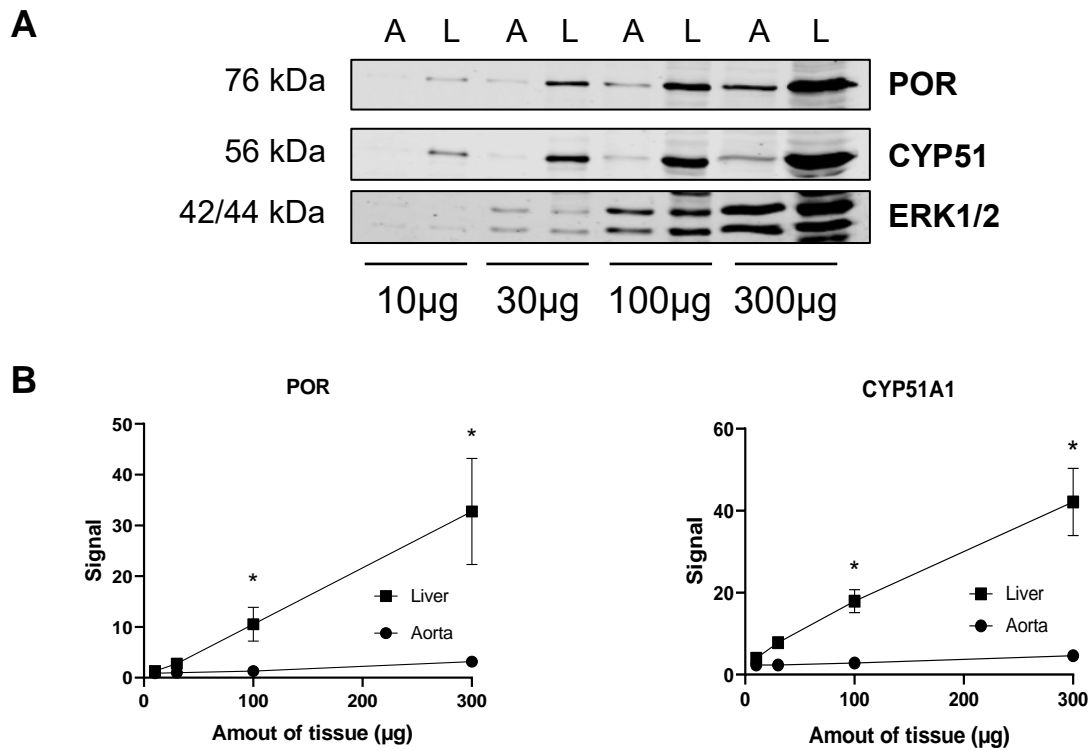 A
A L A L A L A L
76 kDa POR
56 kDa CYP51
42/44 kDa ERK1/2
10µg 30µg 100µg 300µg
B
POR
50
40
30
20
10
0
Signal
* *
Liver
Aorta
0 100 200 300
Amout of tissue (µg)
CYP51A1
60
40
20
0
Signal
* *
Liver
Aorta
0 100 200 300
Amout of tissue (µg)